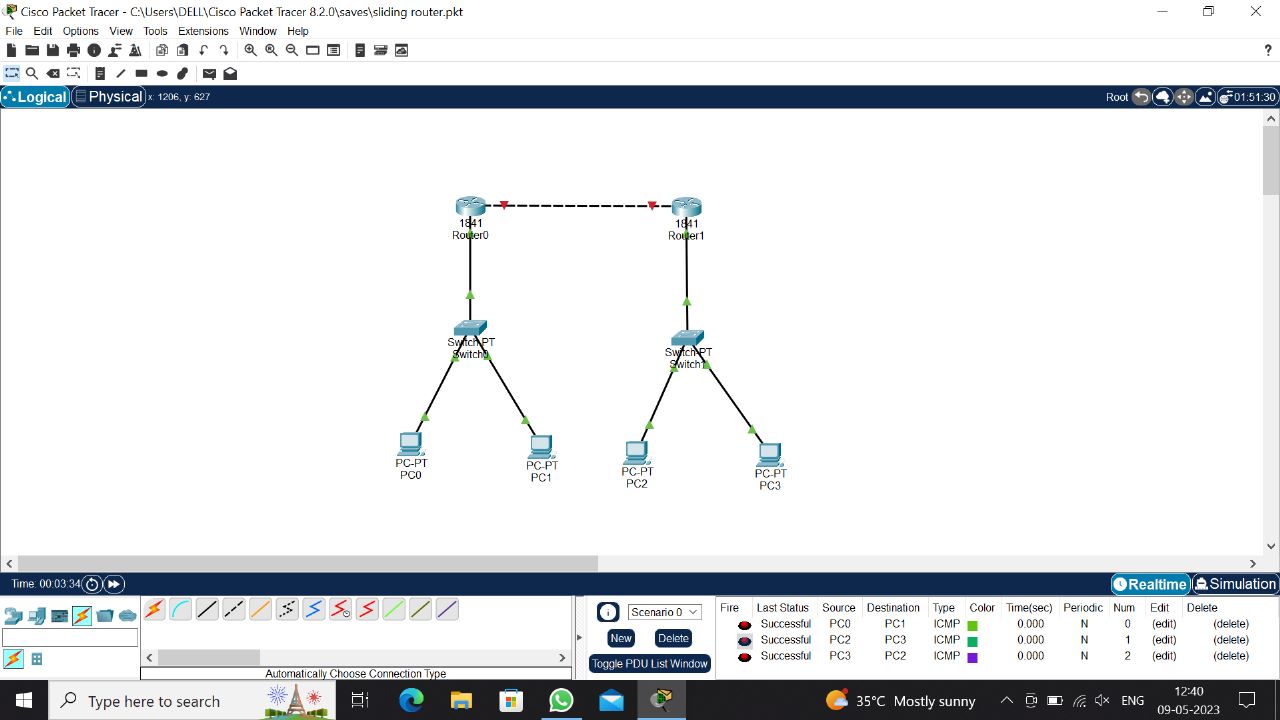 Cisco Packet Tracer - C:\Users\DELL\Cisco Packet Tracer 8.2.0\saves\sliding router.pkt
File Edit Options View Tools Extensions Window Help
?
Logical Physical x: 1206, y: 627 Root 01:51:30
1841
Router0
1841
Router1
Switch-PT
Switch0
Switch-PT
Switch1
PC-PT
PC0
PC-PT
PC1
PC-PT
PC2
PC-PT
PC3
Time: 00:03:34 Realtime Simulation
Scenario 0
New Delete
Toggle PDU List Window
Automatically Choose Connection Type
Fire Last Status Source Destination Type Color Time(sec) Periodic Num Edit Delete
Successful PC0 PC1 ICMP 0.000 N 0 (edit) (delete)
Successful PC2 PC3 ICMP 0.000 N 1 (edit) (delete)
Successful PC3 PC2 ICMP 0.000 N 2 (edit) (delete)
Type here to search
35°C Mostly sunny
ENG
12:40
09-05-2023